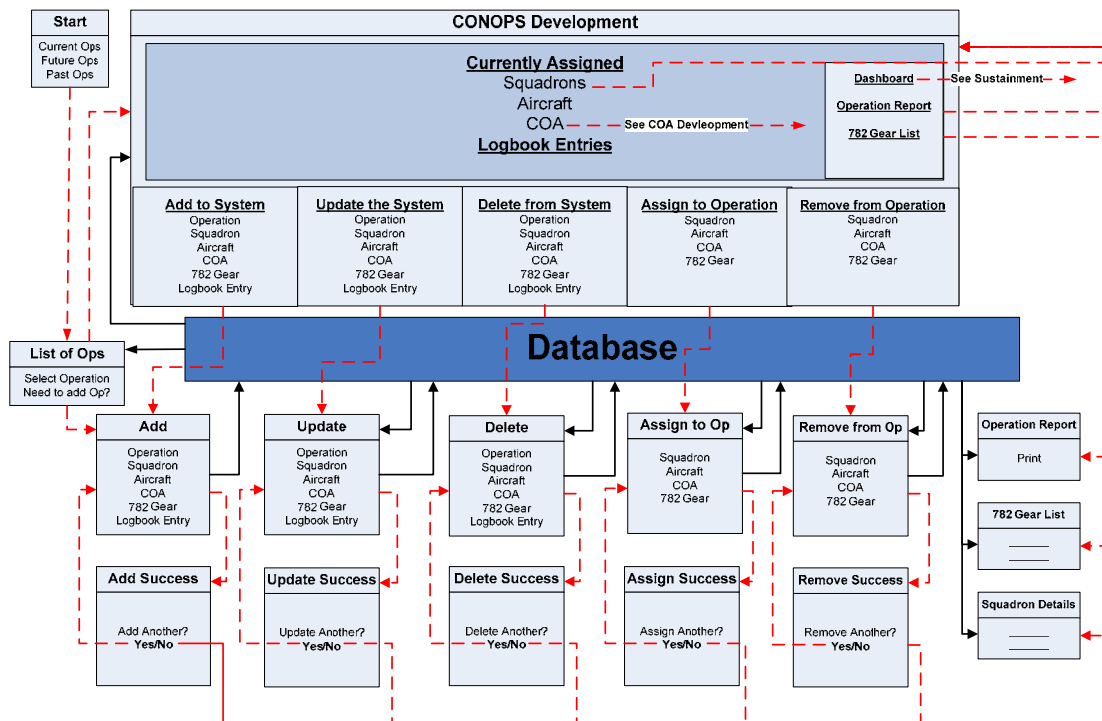 Start
Current Ops
Future Ops
Past Ops
CONOPS Development
Currently Assigned
Squadrons
Aircraft
COA
See COA Devleopment
Logbook Entries
Dashboard
See Sustainment
Operation Report
782 Gear List
Add to System
Operation
Squadron
Aircraft
COA
782 Gear
Logbook Entry
Update the System
Operation
Squadron
Aircraft
COA
782 Gear
Logbook Entry
Delete from System
Operation
Squadron
Aircraft
COA
782 Gear
Logbook Entry
Assign to Operation
Squadron
Aircraft
COA
782 Gear
Remove from Operation
Squadron
Aircraft
COA
782 Gear
Database
List of Ops
Select Operation
Need to add Op?
Add
Operation
Squadron
Aircraft
COA
782 Gear
Logbook Entry
Update
Operation
Squadron
Aircraft
COA
782 Gear
Logbook Entry
Delete
Operation
Squadron
Aircraft
COA
782 Gear
Logbook Entry
Assign to Op
Squadron
Aircraft
COA
782 Gear
Remove from Op
Squadron
Aircraft
COA
782 Gear
Operation Report
Print
782 Gear List
Squadron Details
Add Success
Add Another?
Yes/No
Update Success
Update Another?
Yes/No
Delete Success
Delete Another?
Yes/No
Assign Success
Assign Another?
Yes/No
Remove Success
Remove Another?
Yes/No